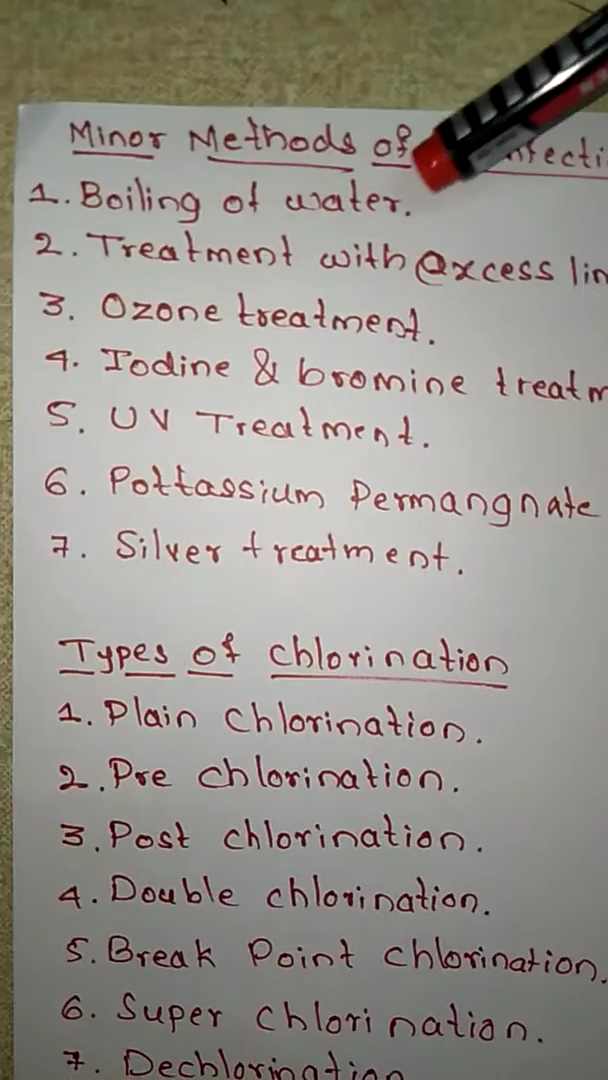 Minor Methods of
1. Boiling of water.
2. Treatment with excess
3. Ozone treatment.
4. Iodine & bromine
5. UV Treatment.
6. Pottassium Permangnate
7. Silver treatment.
Types of chlorination
1. Plain chlorination.
2. Pre chlorination.
3. Post chlorination.
4. Double chlorination.
5. Break Point chlorination.
6. Super chlorination.
7. Dechlorination